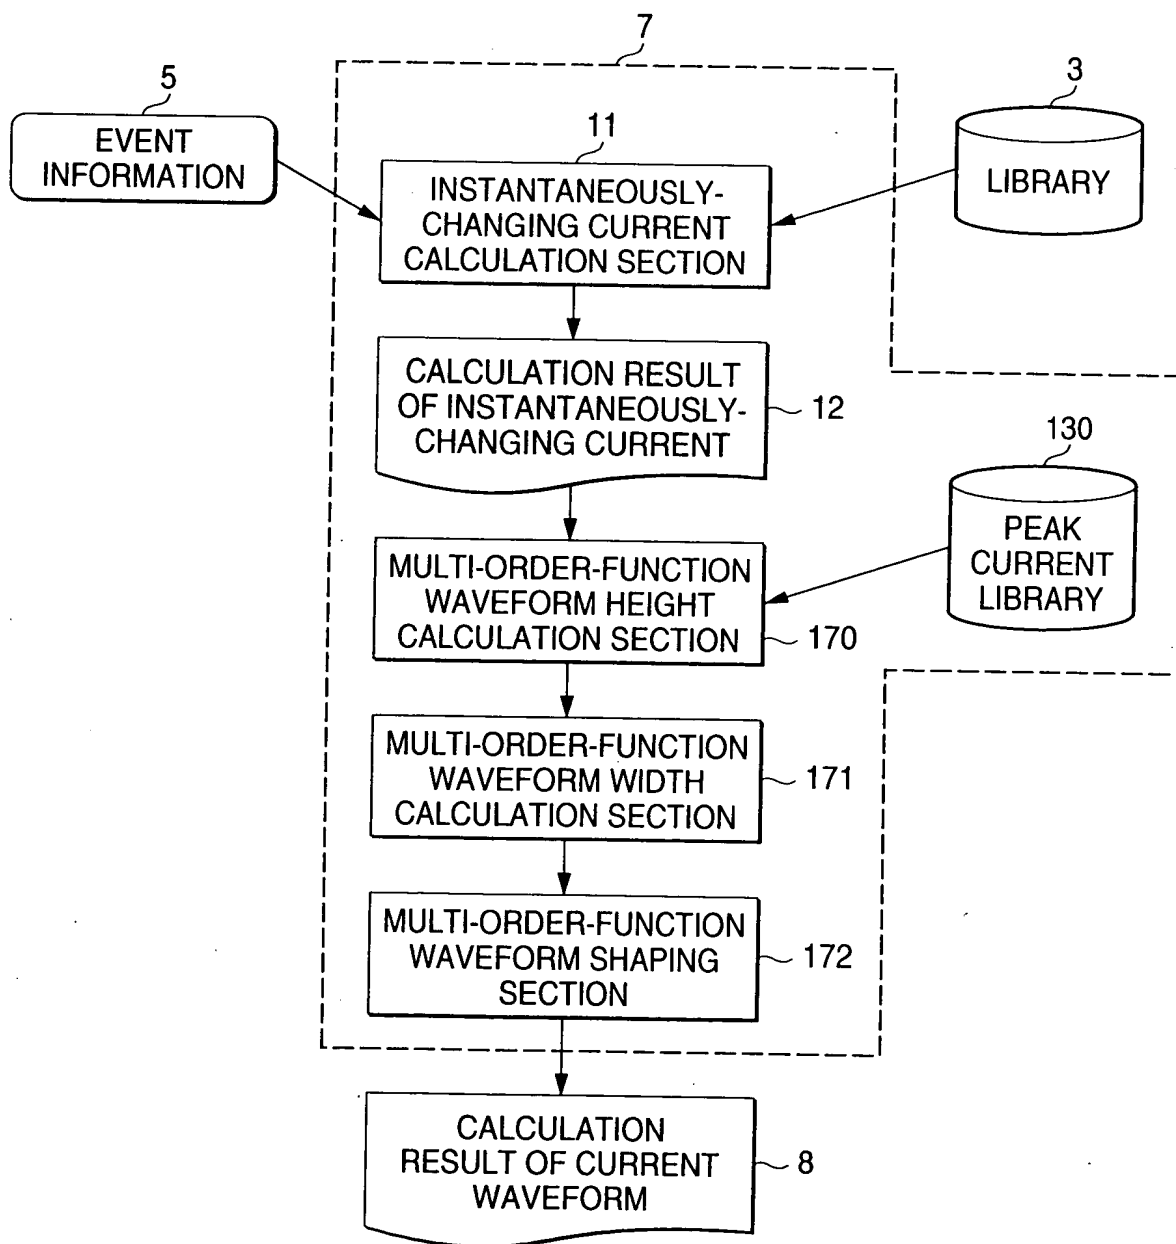 7
5
EVENT
INFORMATION
3
LIBRARY
11
INSTANTANEOUSLY-
CHANGING CURRENT
CALCULATION SECTION
CALCULATION RESULT
OF INSTANTANEOUSLY-
CHANGING CURRENT
12
130
PEAK
CURRENT
LIBRARY
MULTI-ORDER-FUNCTION
WAVEFORM HEIGHT
CALCULATION SECTION
170
MULTI-ORDER-FUNCTION
WAVEFORM WIDTH
CALCULATION SECTION
171
MULTI-ORDER-FUNCTION
WAVEFORM SHAPING
SECTION
172
CALCULATION
RESULT OF CURRENT
WAVEFORM
8